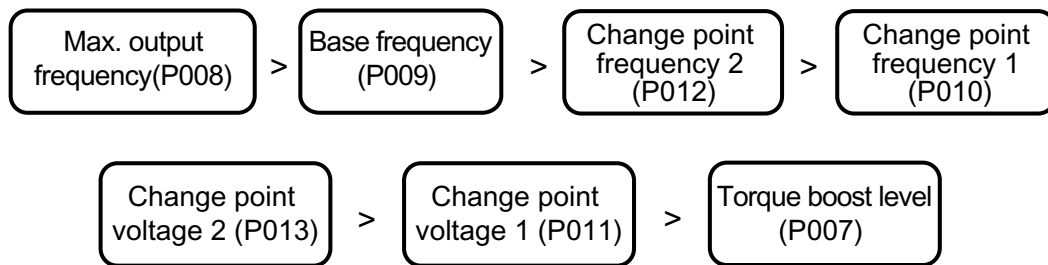 Max. output
frequency(P008)
>
Base frequency
(P009)
>
Change point
frequency 2
(P012)
>
Change point
frequency 1
(P010)
Change point
voltage 2 (P013)
>
Change point
voltage 1 (P011)
>
Torque boost level
(P007)